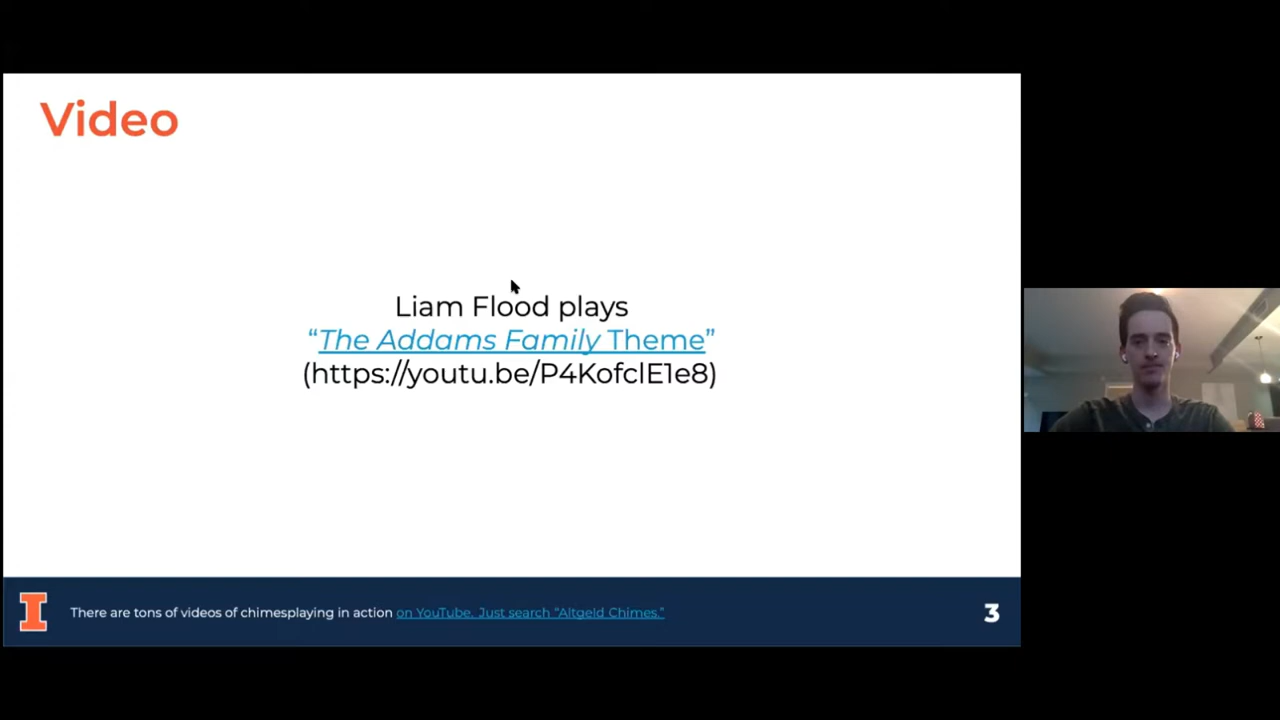 Video
Liam Flood plays
“The Addams Family Theme”
(https://youtu.be/P4KofclE1e8)
There are tons of videos of chimesplaying in action on YouTube. Just search “Altgeld Chimes.”
3